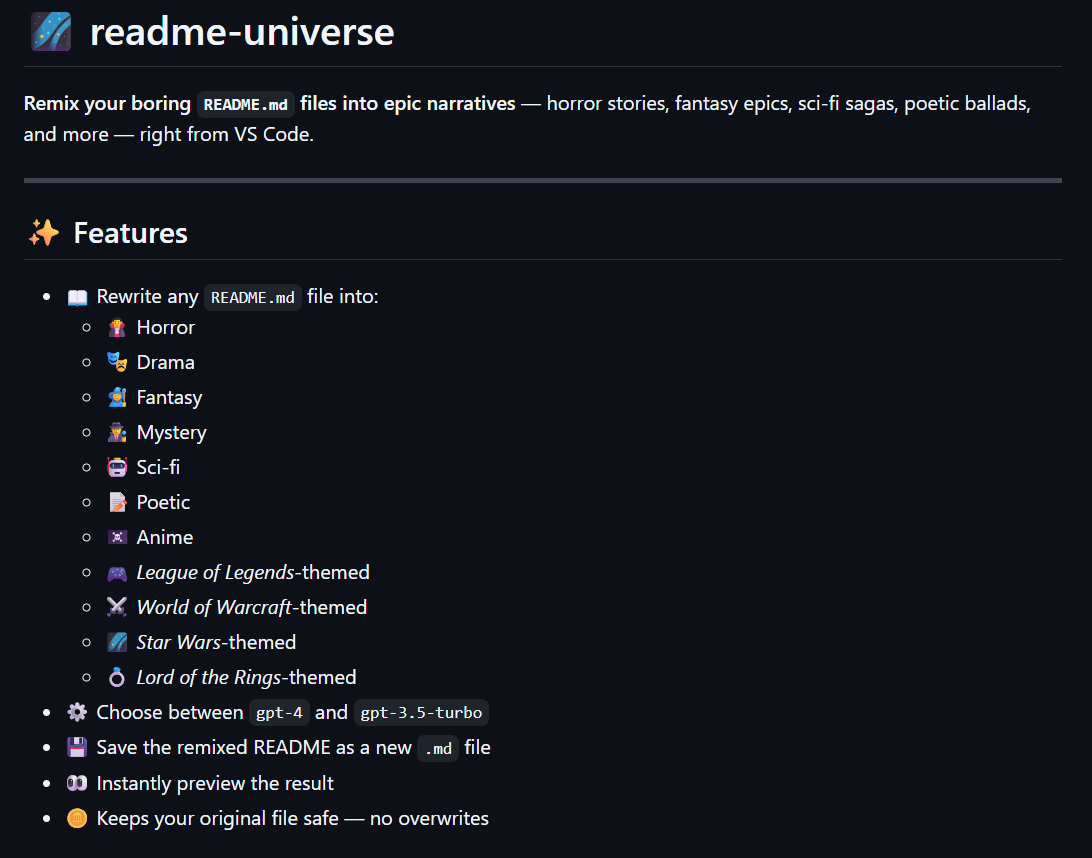 readme-universe
Remix your boring README.md files into epic narratives — horror stories, fantasy epics, sci-fi sagas, poetic ballads,
and more — right from VS Code.
Features
Rewrite any README.md file into:
Horror
Drama
Fantasy
Mystery
Sci-fi
Poetic
Anime
League of Legends-themed
World of Warcraft-themed
Star Wars-themed
Lord of the Rings-themed
Choose between gpt-4 and gpt-3.5-turbo
Save the remixed README as a new .md file
Instantly preview the result
Keeps your original file safe — no overwrites